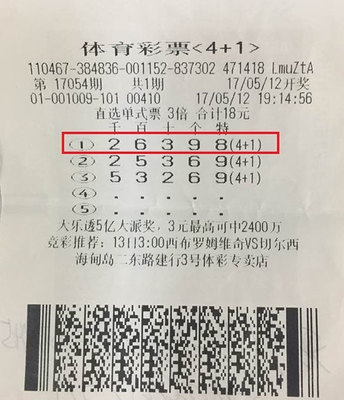 体育彩票<4+1>
110467-384836-001152-837302 471418 LmuZtA
第 17054期 共1期 17/05/12开奖
01-001009-101 00410 17/05/12 19:14:56
直选单式票 3倍 合计18元
千 百 十 个 特
① 2 6 3 9 8(4+1)
② 2 5 3 6 9(4+1)
③ 5 3 2 6 9(4+1)
④ . . . . .
⑤ . . . . .
大乐透5亿大派奖，3元最高可中2400万
竞彩推荐：13日3:00西布罗姆维奇VS切尔西
海甸岛二东路建行3号体彩专卖店